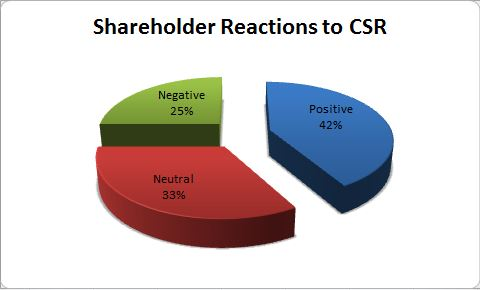 Shareholder Reactions to CSR
Negative
25%
Positive
42%
Neutral
33%